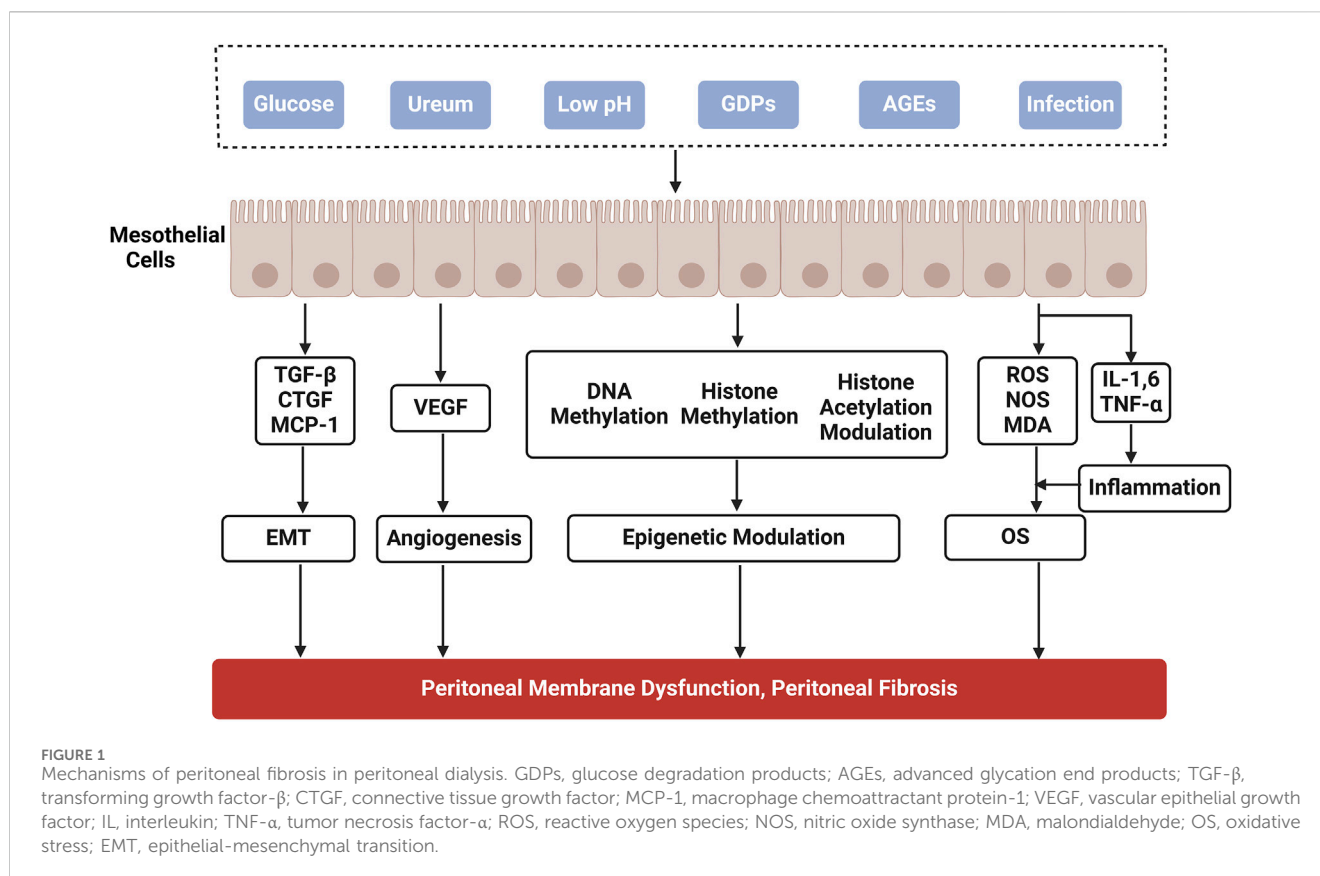 Glucose
Ureum
Low pH
GDPs
AGEs
Infection
Mesothelial
Cells
TGF-β
CTGF
MCP-1
VEGF
DNA
Methylation
Histone
Methylation
Histone
Acetylation
Modulation
ROS
NOS
MDA
IL-1,6
TNF-α
Inflammation
EMT
Angiogenesis
Epigenetic Modulation
OS
Peritoneal Membrane Dysfunction, Peritoneal Fibrosis
FIGURE 1
Mechanisms of peritoneal fibrosis in peritoneal dialysis. GDPs, glucose degradation products; AGEs, advanced glycation end products; TGF-β,
transforming growth factor-β; CTGF, connective tissue growth factor; MCP-1, macrophage chemoattractant protein-1; VEGF, vascular epithelial growth
factor; IL, interleukin; TNF-α, tumor necrosis factor-α; ROS, reactive oxygen species; NOS, nitric oxide synthase; MDA, malondialdehyde; OS, oxidative
stress; EMT, epithelial-mesenchymal transition.